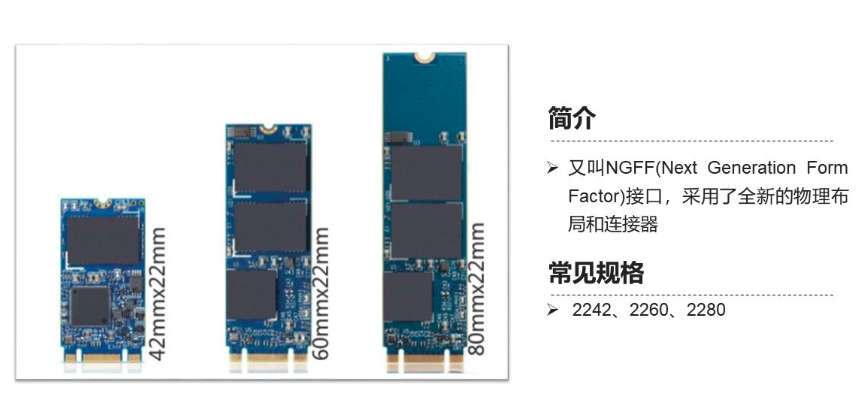 42mmx22mm
60mmx22mm
80mmx22mm
简介
➢ 又叫NGFF(Next Generation Form
Factor)接口，采用了全新的物理布
局和连接器
常见规格
➢ 2242、2260、2280